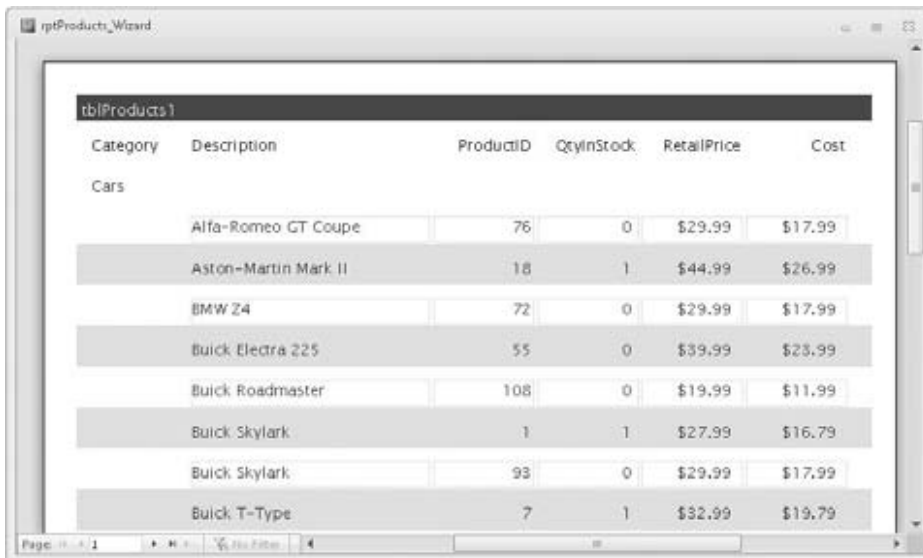 rptProducts_Wizard
tblProducts1
Category Description ProductID QtyInStock RetailPrice Cost
Cars
Alfa-Romeo GT Coupe 76 0 $29.99 $17.99
Aston-Martin Mark II 18 1 $44.99 $26.99
BMW Z4 72 0 $29.99 $17.99
Buick Electra 225 55 0 $39.99 $23.99
Buick Roadmaster 108 0 $19.99 $11.99
Buick Skylark 1 1 $27.99 $16.79
Buick Skylark 93 0 $29.99 $17.99
Buick T-Type 7 1 $32.99 $19.79
Page: 1 No Filter